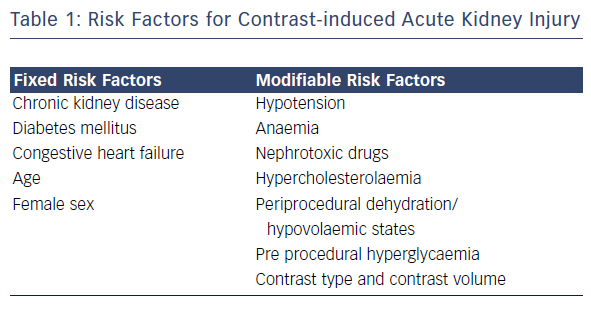 Table 1: Risk Factors for Contrast-induced Acute Kidney Injury
Fixed Risk Factors Modifiable Risk Factors
Chronic kidney disease Hypotension
Diabetes mellitus Anaemia
Congestive heart failure Nephrotoxic drugs
Age Hypercholesterolaemia
Female sex Periprocedural dehydration/
hypovolaemic states
Pre procedural hyperglycaemia
Contrast type and contrast volume